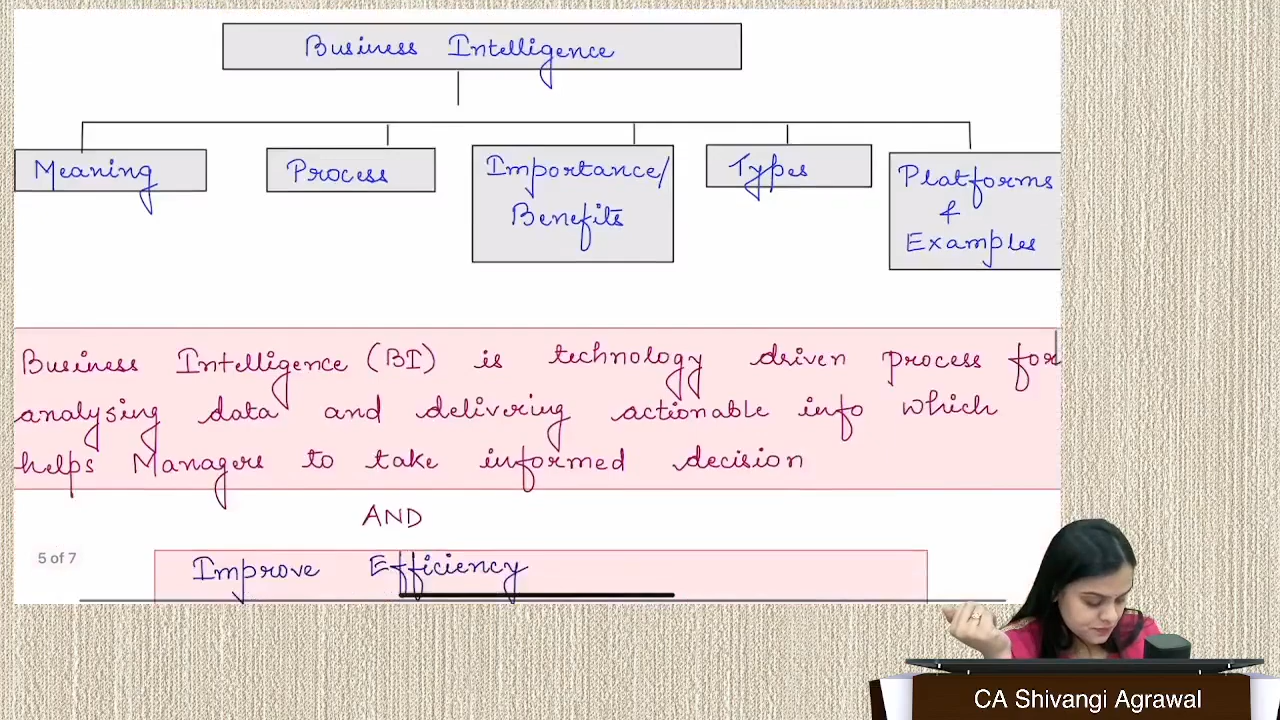 Business Intelligence
Meaning
Process
Importance/
Benefits
Types
Platforms
&
Examples
Business Intelligence (BI) is technology driven process for
analysing data and delivering actionable info which
helps Managers to take informed decision
AND
5 of 7
Improve Efficiency
CA Shivangi Agrawal